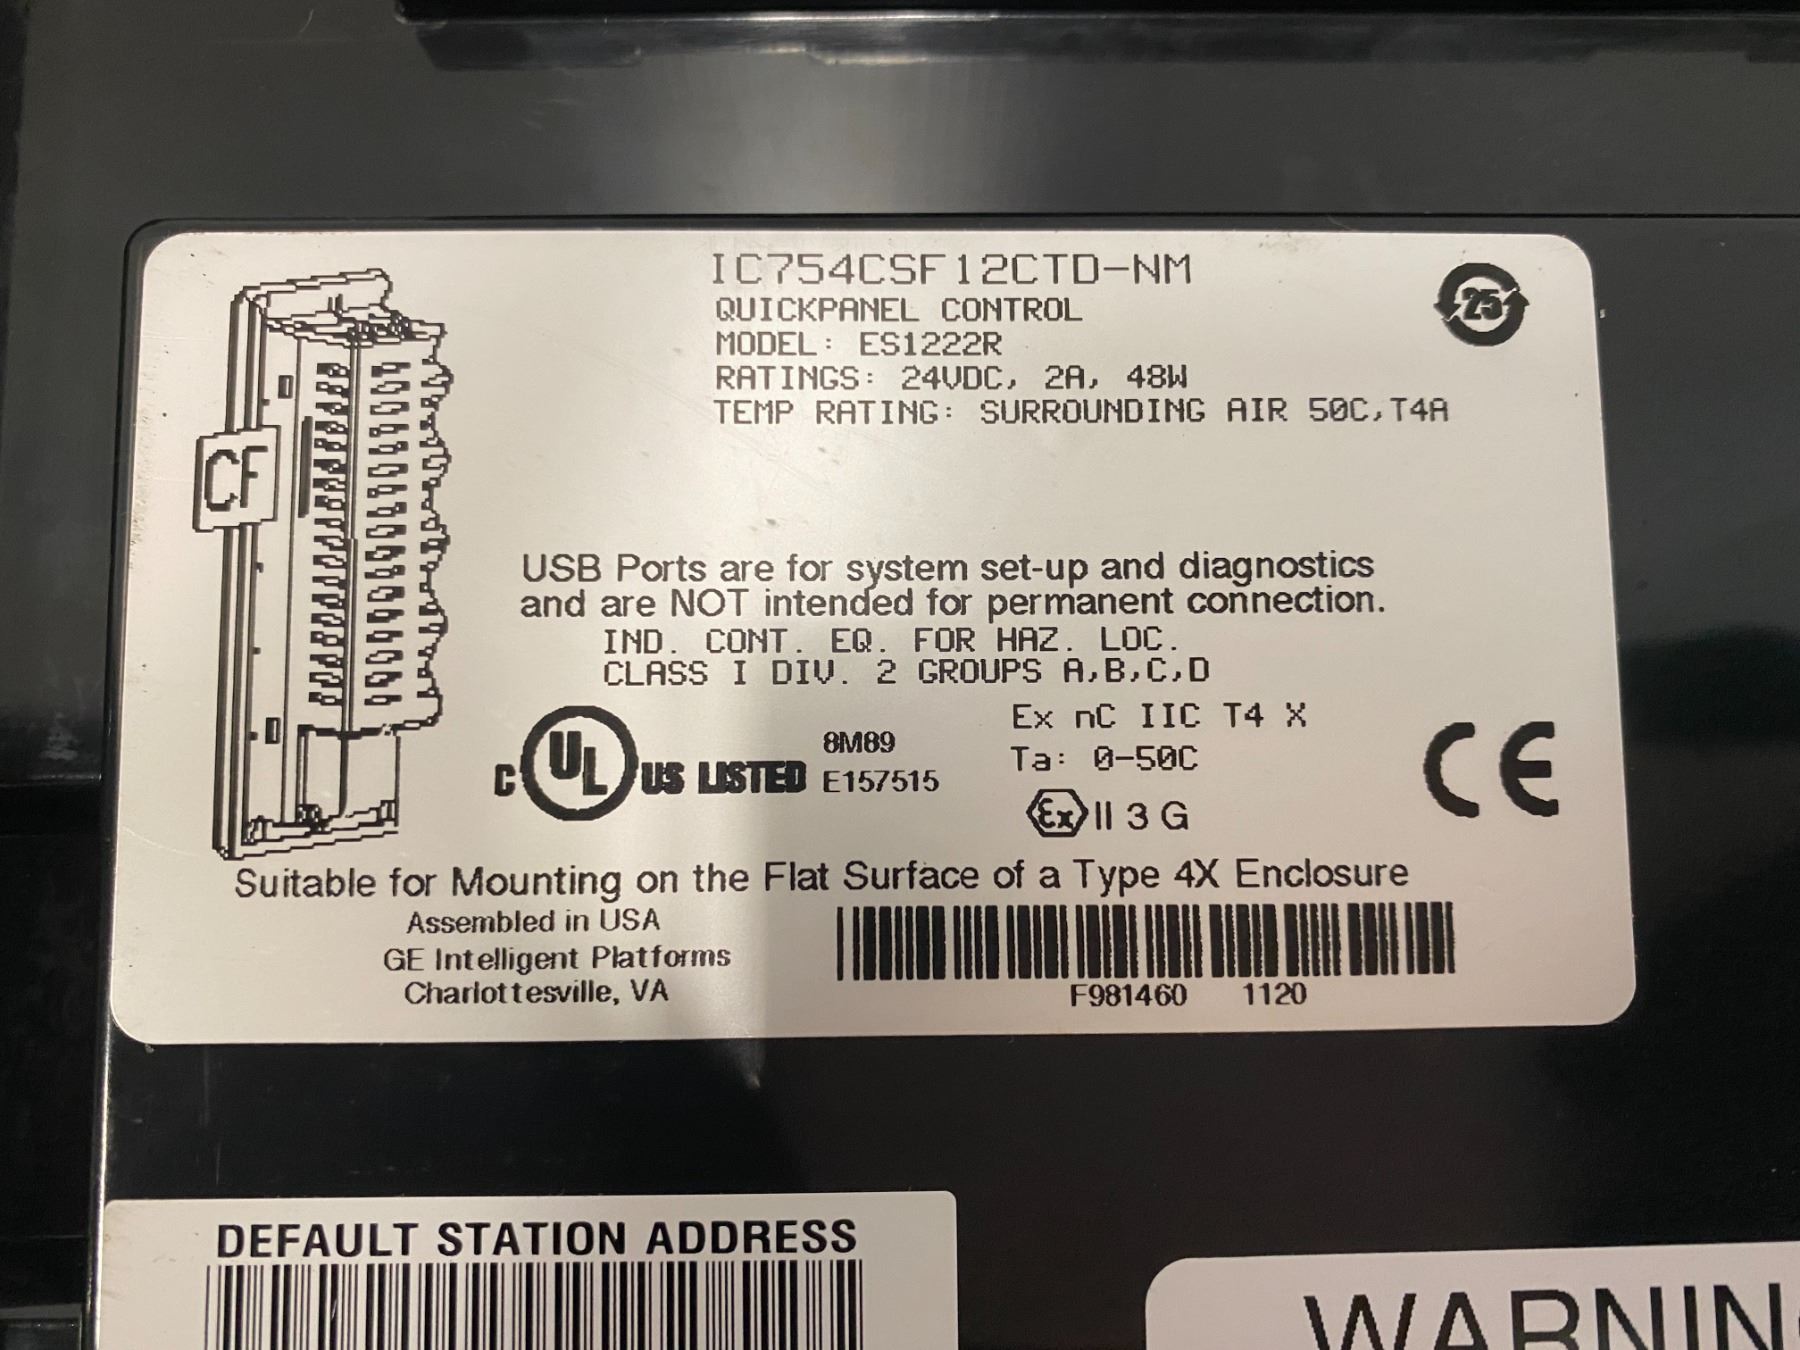 IC754CSF12CTD-NM
QUICKPANEL CONTROL
MODEL: ES1222R
RATINGS: 24VDC, 2A, 48W
TEMP RATING: SURROUNDING AIR 50C,T4A
25
CF
USB Ports are for system set-up and diagnostics
and are NOT intended for permanent connection.
IND. CONT. EQ. FOR HAZ. LOC.
CLASS I DIV. 2 GROUPS A,B,C,D
C UL US LISTED
8M89
E157515
Ex nC IIC T4 X
Ta: 0-50C
Ex II 3 G
CE
Suitable for Mounting on the Flat Surface of a Type 4X Enclosure
Assembled in USA
GE Intelligent Platforms
Charlottesville, VA
F981460 1120
DEFAULT STATION ADDRESS
WARNIN